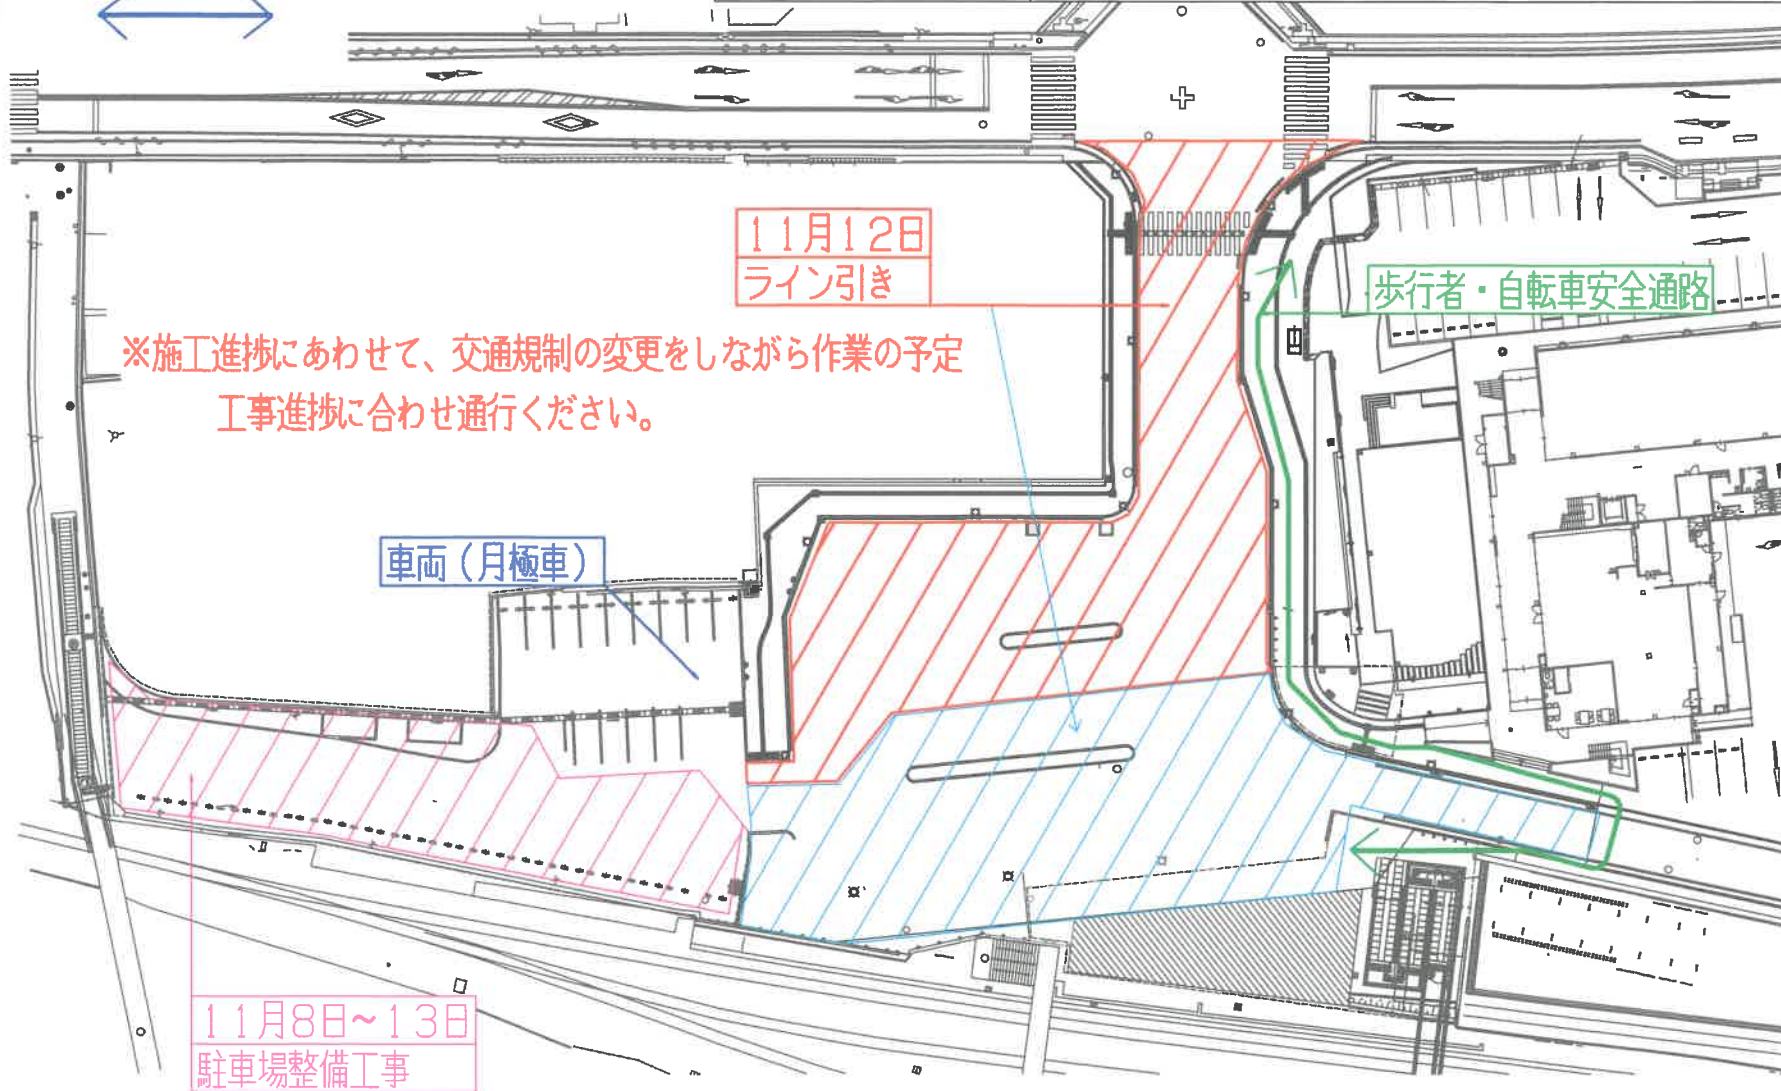 11月12日
ライン引き
歩行者・自転車安全通路
※施工進捗にあわせて、交通規制の変更をしながら作業の予定
工事進捗に合わせ通行ください。
車両（月極車）
11月8日～13日
駐車場整備工事